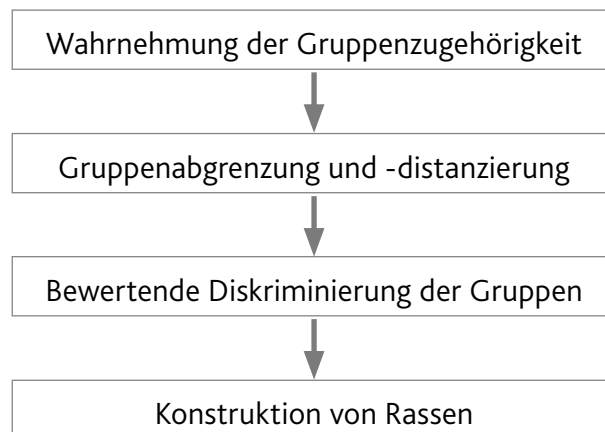 Wahrnehmung der Gruppenzugehörigkeit
Gruppenabgrenzung und -distanzierung
Bewertende Diskriminierung der Gruppen
Konstruktion von Rassen